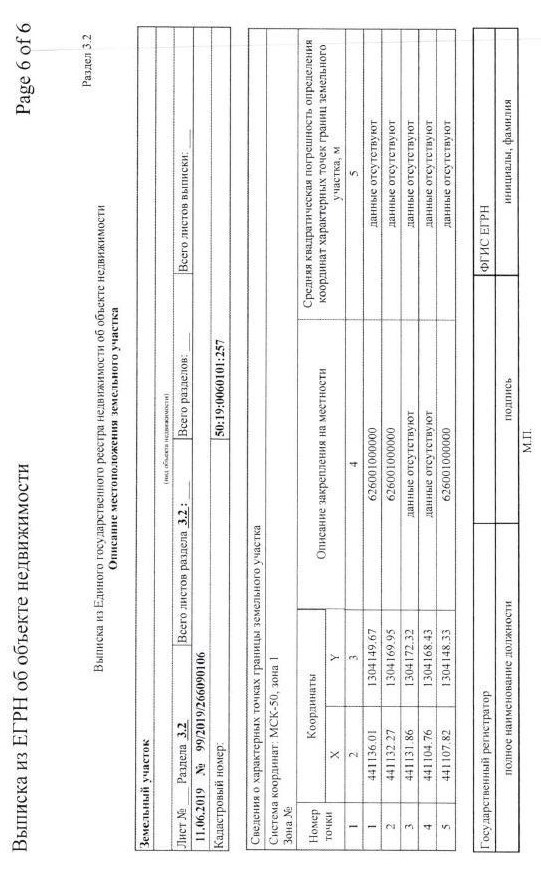 Выписка из ЕГРН об объекте недвижимости
Page 6 of 6
Раздел 3.2
Выписка из Единого государственного реестра недвижимости об объекте недвижимости
Описание местоположения земельного участка
Земельный участок
(вид объекта недвижимости)
Лист № Раздела 3.2 Всего листов раздела 3.2 : Всего разделов: Всего листов выписки:
11.06.2019 № 99/2019/266090106
Кадастровый номер: 50:19:0060101:257
Сведения о характерных точках границы земельного участка
Система координат: МСК-50, зона 1
Зона №
Номер точки Координаты Описание закрепления на местности Средняя квадратическая погрешность определения координат характерных точек границ земельного участка, м
X Y
1 2 3 4 5
1 441136.01 1304149.67 626001000000 данные отсутствуют
2 441132.27 1304169.95 626001000000 данные отсутствуют
3 441131.86 1304172.32 данные отсутствуют данные отсутствуют
4 441104.76 1304168.43 данные отсутствуют данные отсутствуют
5 441107.82 1304148.33 626001000000 данные отсутствуют
Государственный регистратор ФГИС ЕГРН
полное наименование должности подпись инициалы, фамилия
М.П.